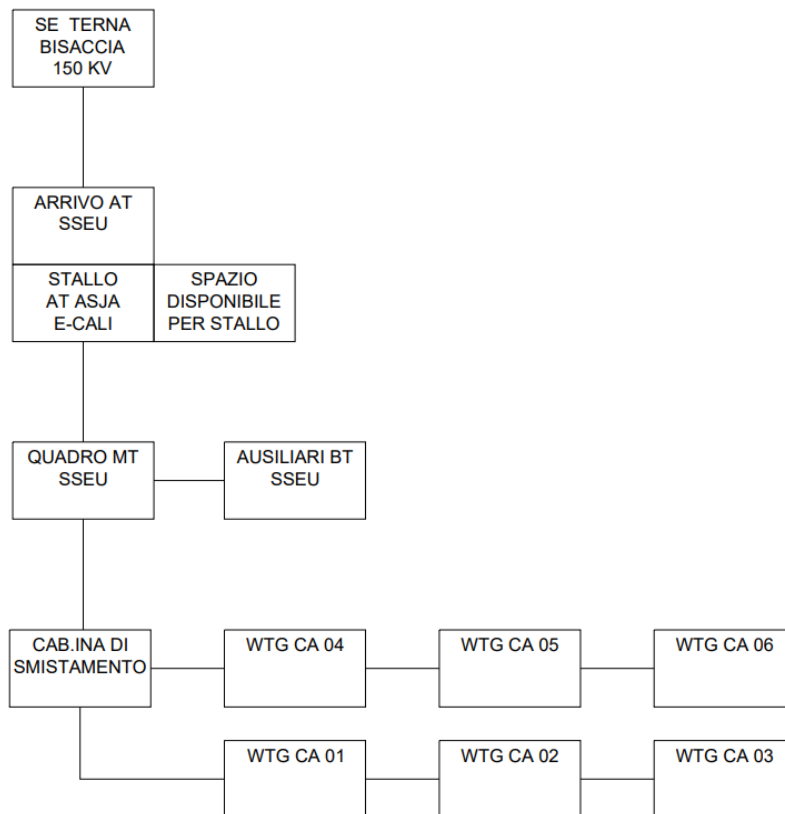 SE TERNA
BISACCIA
150 KV
ARRIVO AT
SSEU
STALLO
AT ASJA
E-CALI
SPAZIO
DISPONIBILE
PER STALLO
QUADRO MT
SSEU
AUSILIARI BT
SSEU
CAB.INA DI
SMISTAMENTO
WTG CA 04
WTG CA 05
WTG CA 06
WTG CA 01
WTG CA 02
WTG CA 03